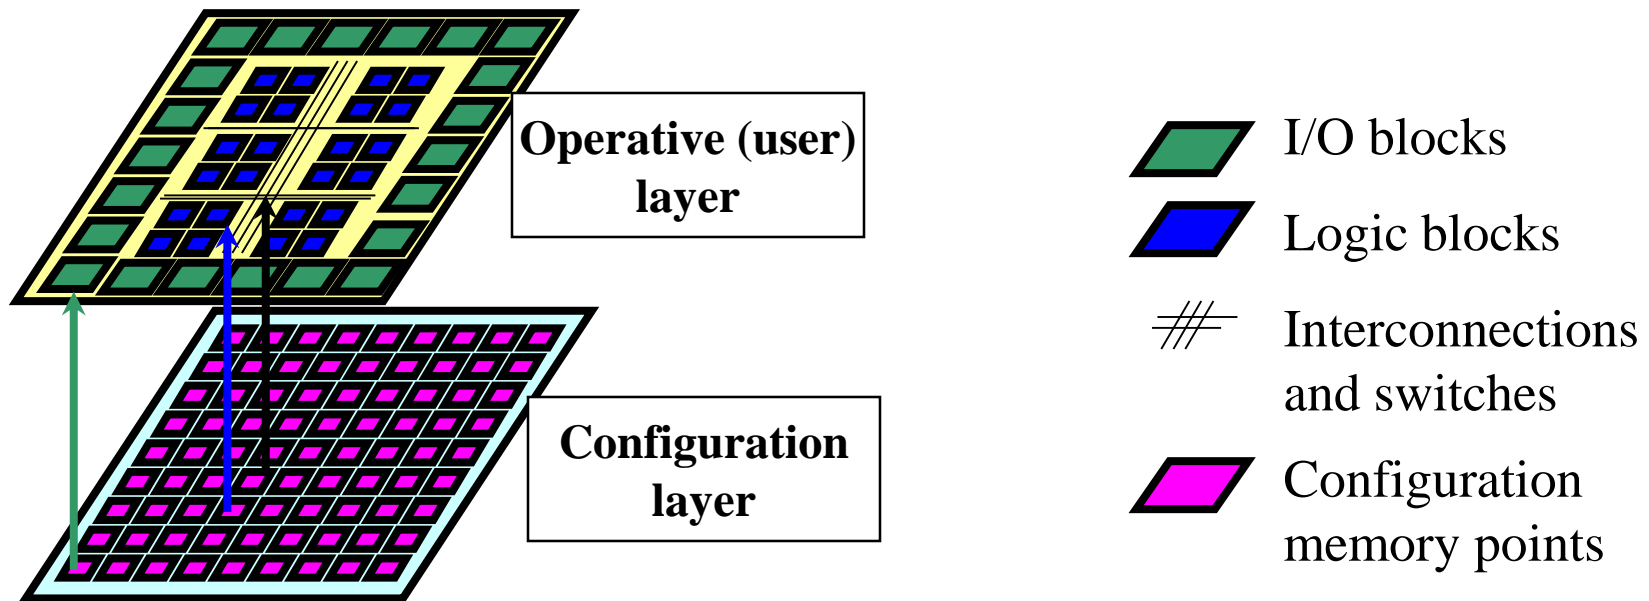 Operative (user)
layer
Configuration
layer
I/O blocks
Logic blocks
Interconnections
and switches
Configuration
memory points